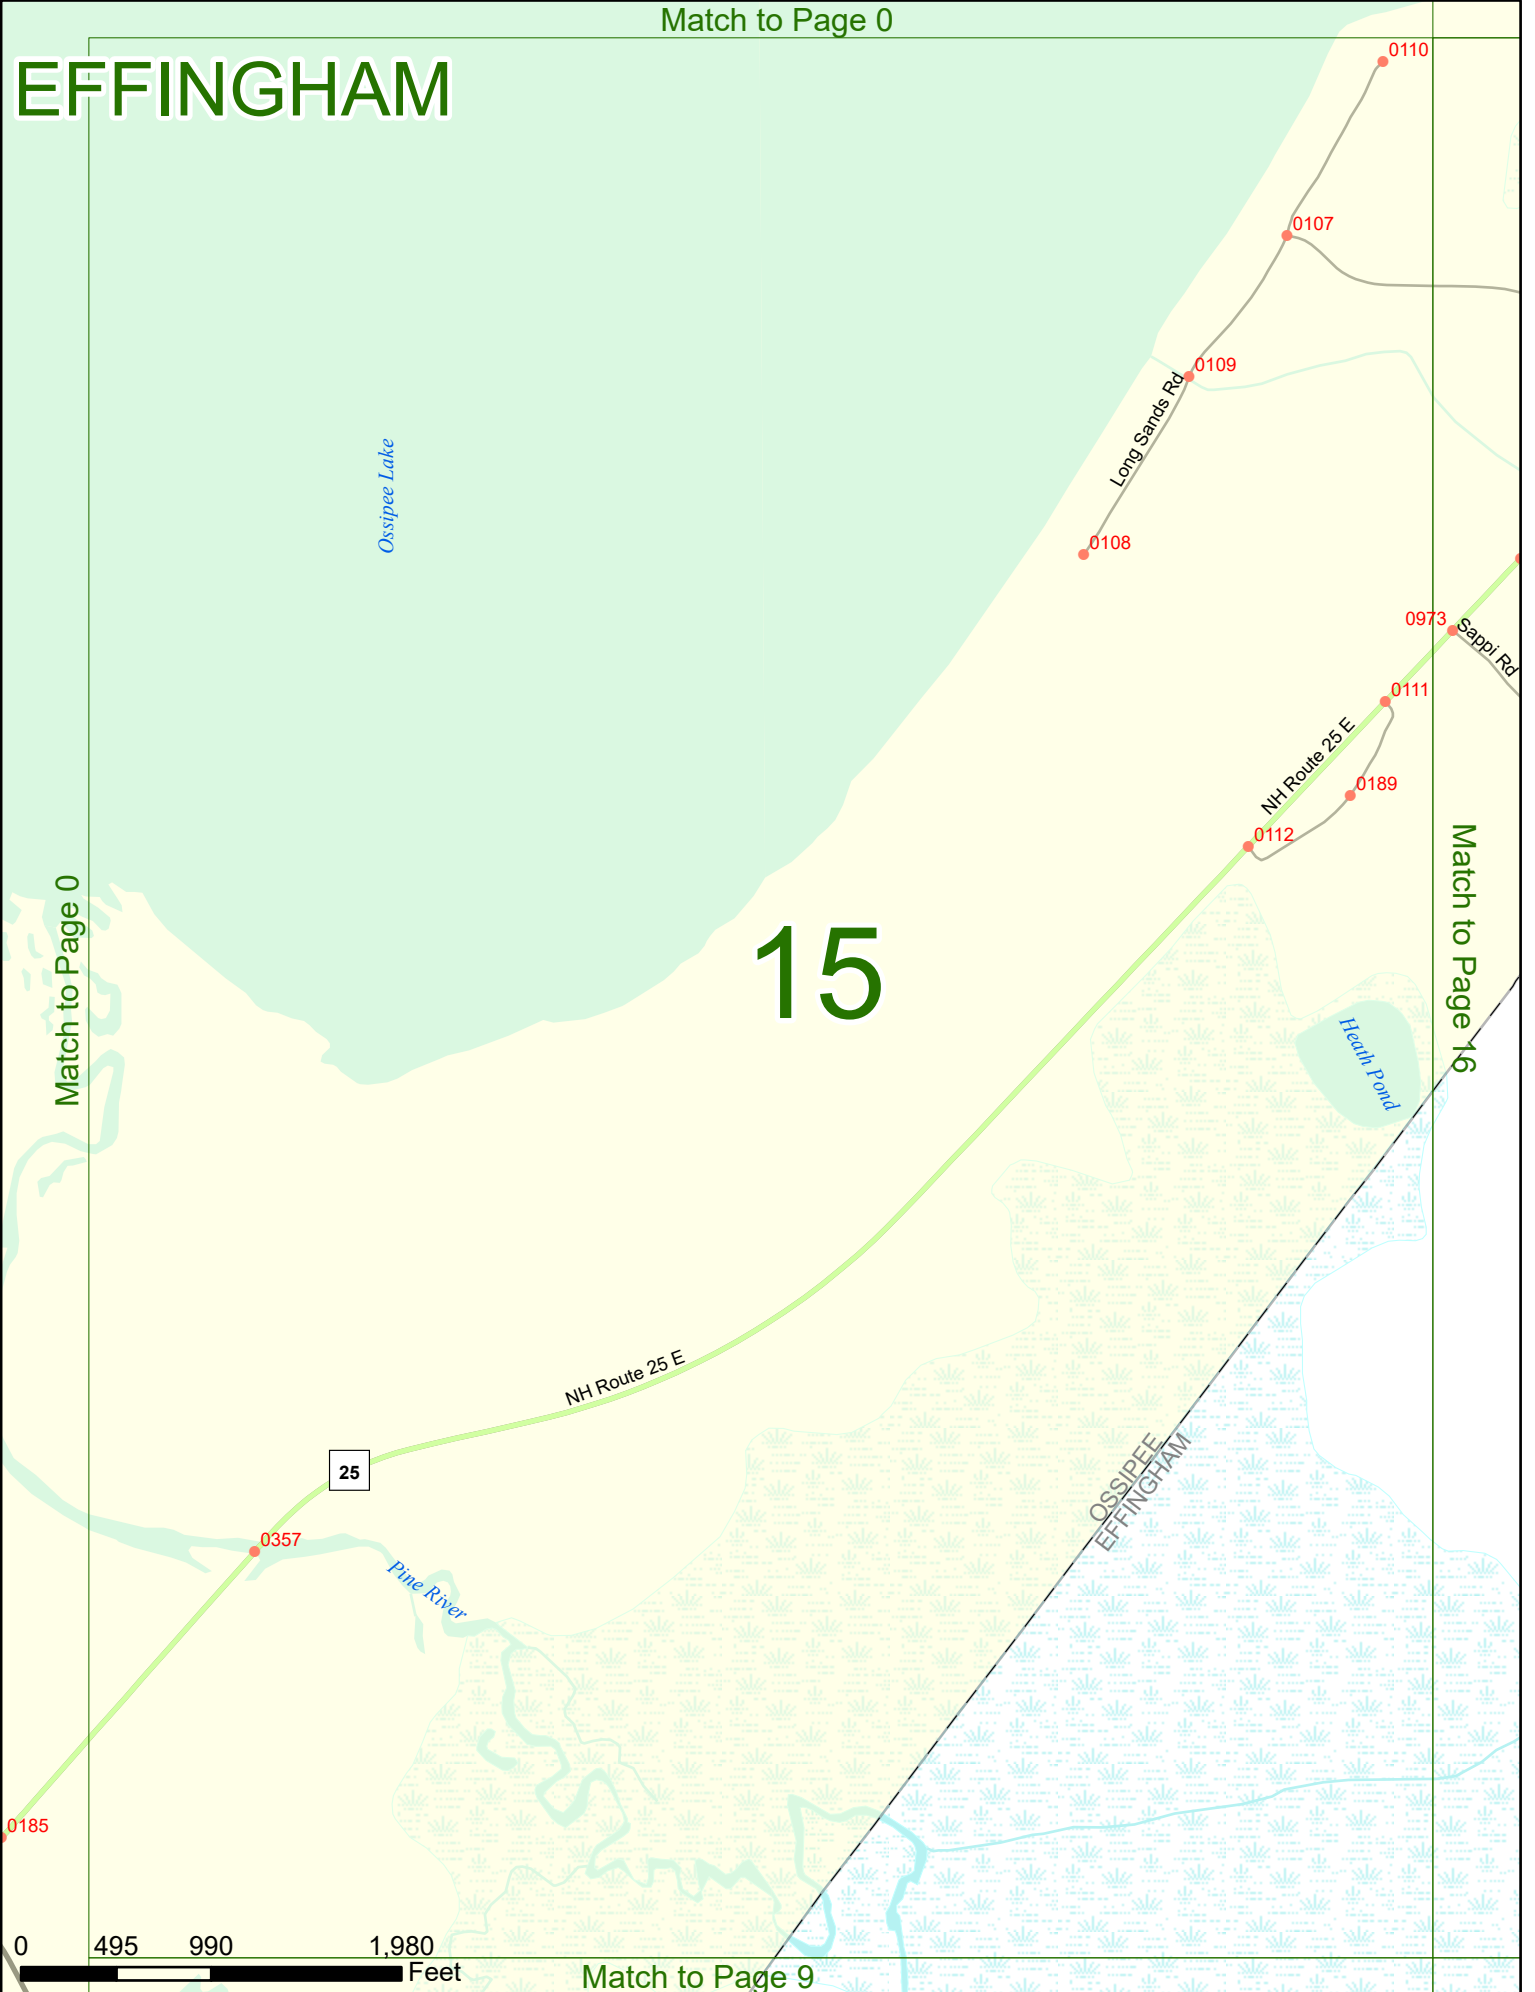 Match to Page 0
EFFINGHAM
0110
0107
0109
Long Sands Rd
Ossipee Lake
0108
0973
Sappi Rd
0111
NH Route 25 E
0189
0112
Match to Page 0
15
Match to Page 16
Heath Pond
NH Route 25 E
25
OSSIPEE
EFFINGHAM
0357
Pine River
0185
0 495 990 1,980
Feet
Match to Page 9